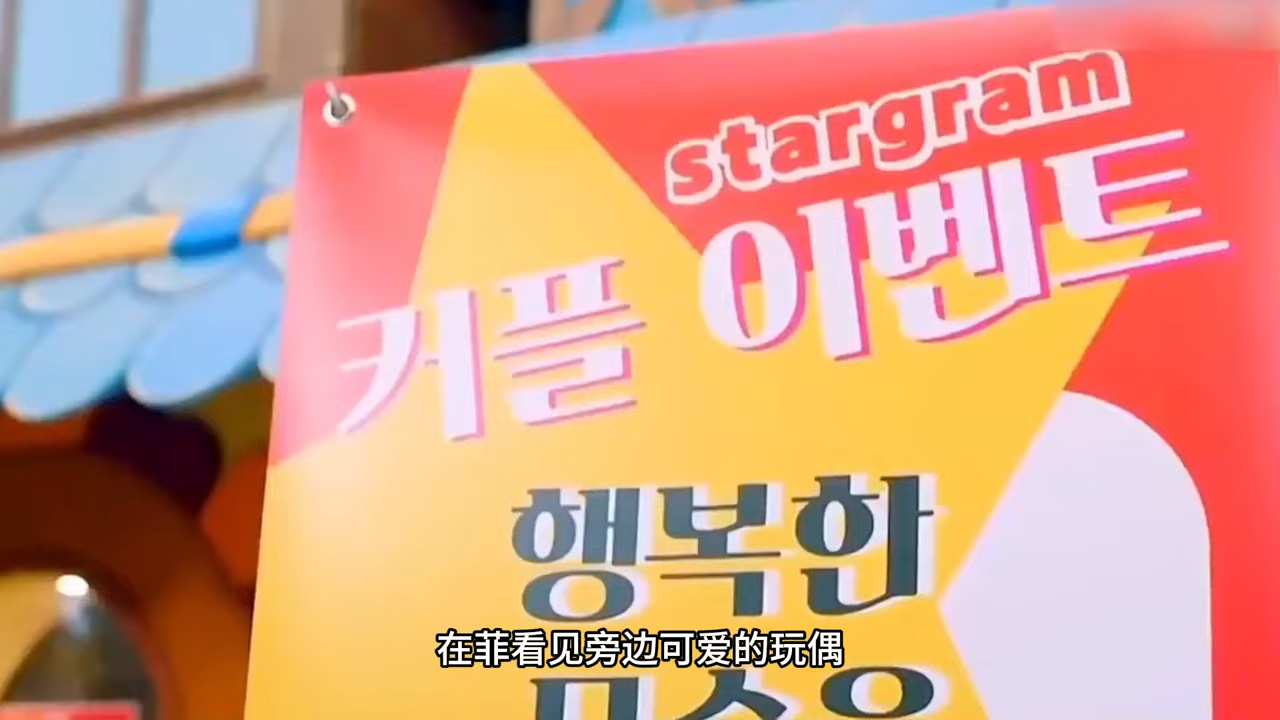 stargram
커플 이벤트
행복한
在菲看见旁边可爱的玩偶